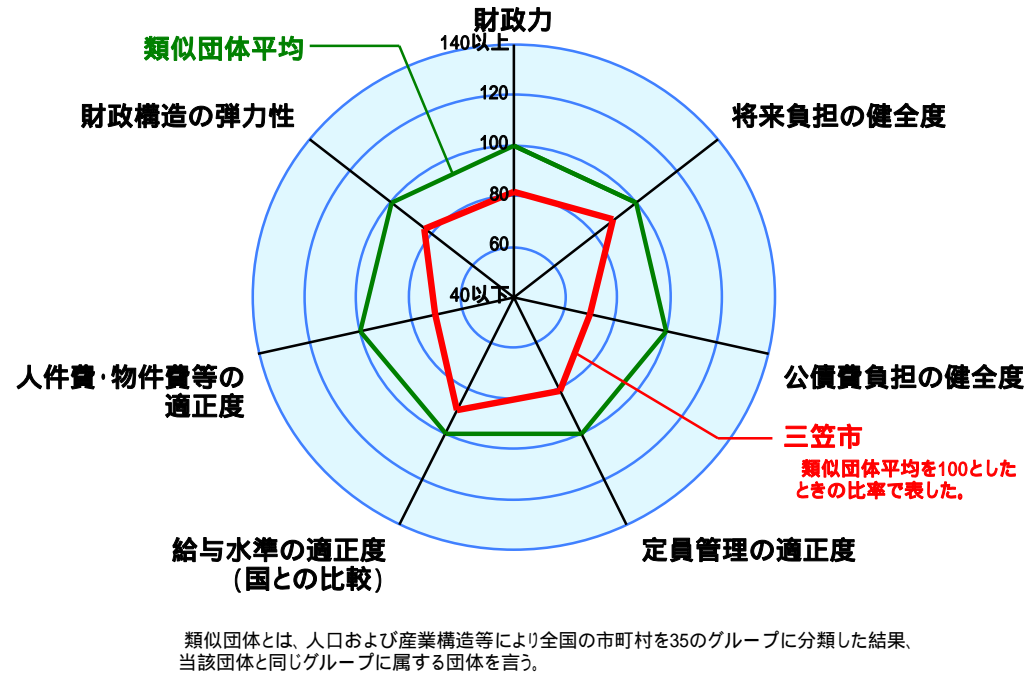 財政力
140以上
類似団体平均
120
財政構造の弾力性
将来負担の健全度
100
80
60
40以下
人件費・物件費等の
適正度
公債費負担の健全度
三笠市
類似団体平均を100とした
ときの比率で表した。
給与水準の適正度
(国との比較)
定員管理の適正度
類似団体とは、人口および産業構造等により全国の市町村を35のグループに分類した結果、
当該団体と同じグループに属する団体を言う。